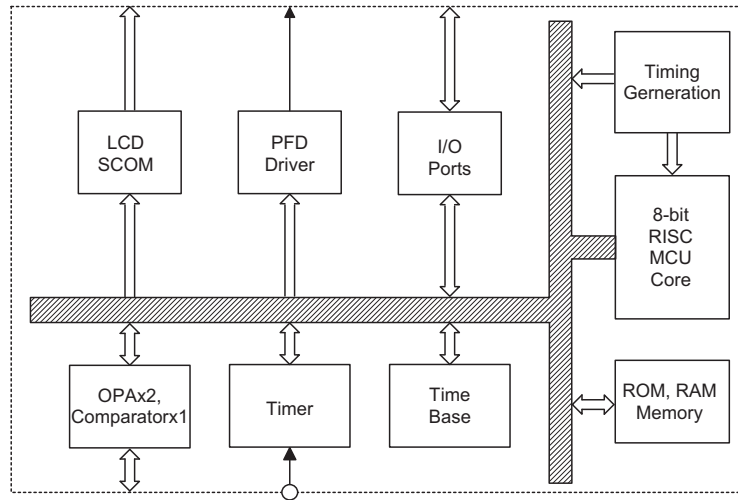 LCD
SCOM
PFD
Driver
I/O
Ports
Timing
Gerneration
8-bit
RISC
MCU
Core
OPAx2,
Comparatorx1
Timer
Time
Base
ROM, RAM
Memory